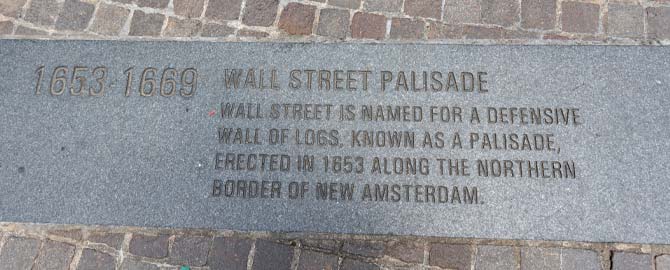 1653-1669 WALL STREET PALISADE
WALL STREET IS NAMED FOR A DEFENSIVE
WALL OF LOGS, KNOWN AS A PALISADE,
ERECTED IN 1653 ALONG THE NORTHERN
BORDER OF NEW AMSTERDAM.